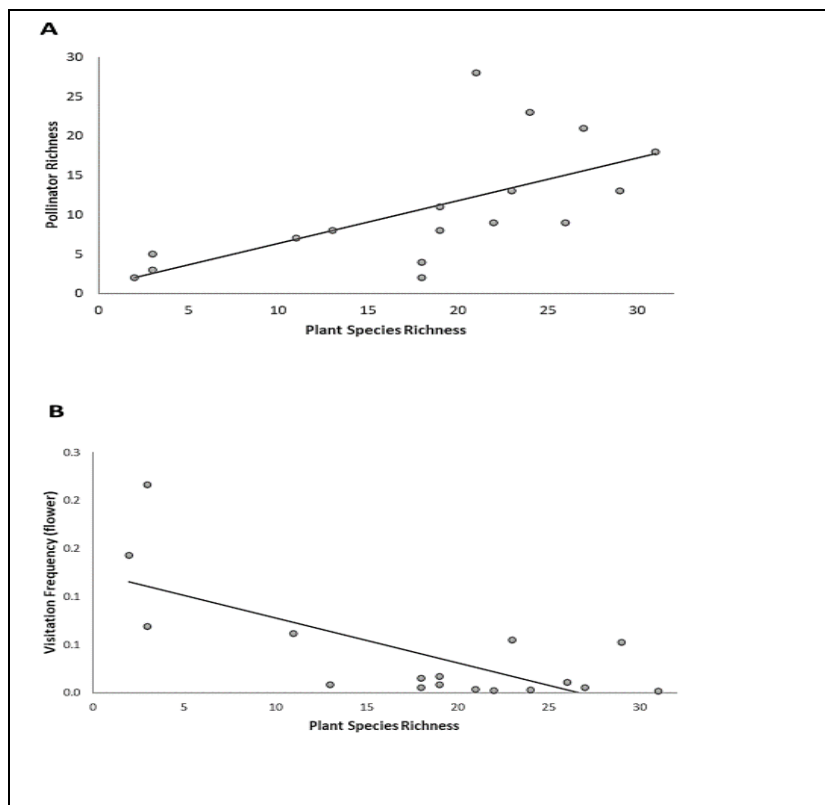 A
30
25
20
15
10
5
0
Pollinator Richness
0 5 10 15 20 25 30
Plant Species Richness
B
0.3
0.2
0.2
0.1
0.1
0.0
Visitation Frequency (flower)
0 5 10 15 20 25 30
Plant Species Richness